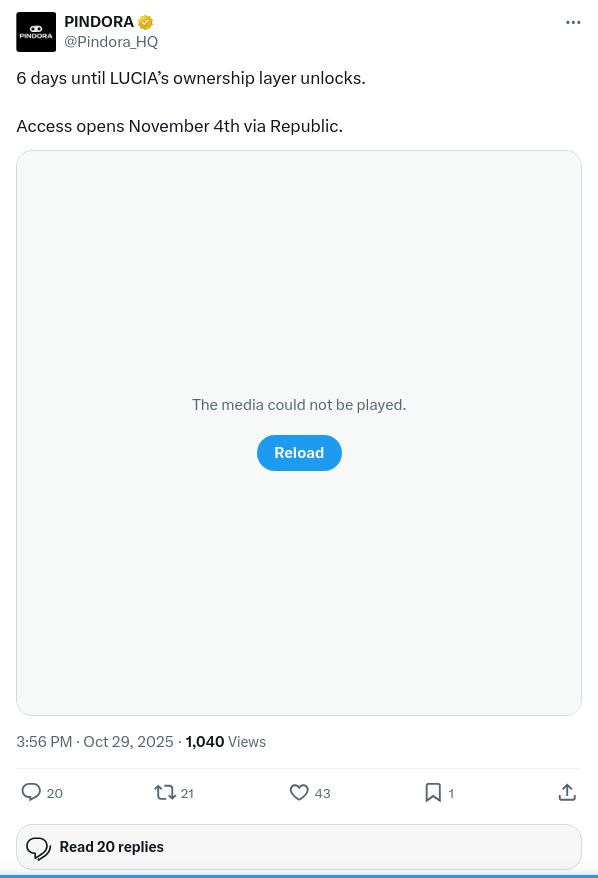 PINDORA
PINDORA
@Pindora_HQ
6 days until LUCIA’s ownership layer unlocks.
Access opens November 4th via Republic.
The media could not be played.
Reload
3:56 PM · Oct 29, 2025 · 1,040 Views
20 21 43 1
Read 20 replies